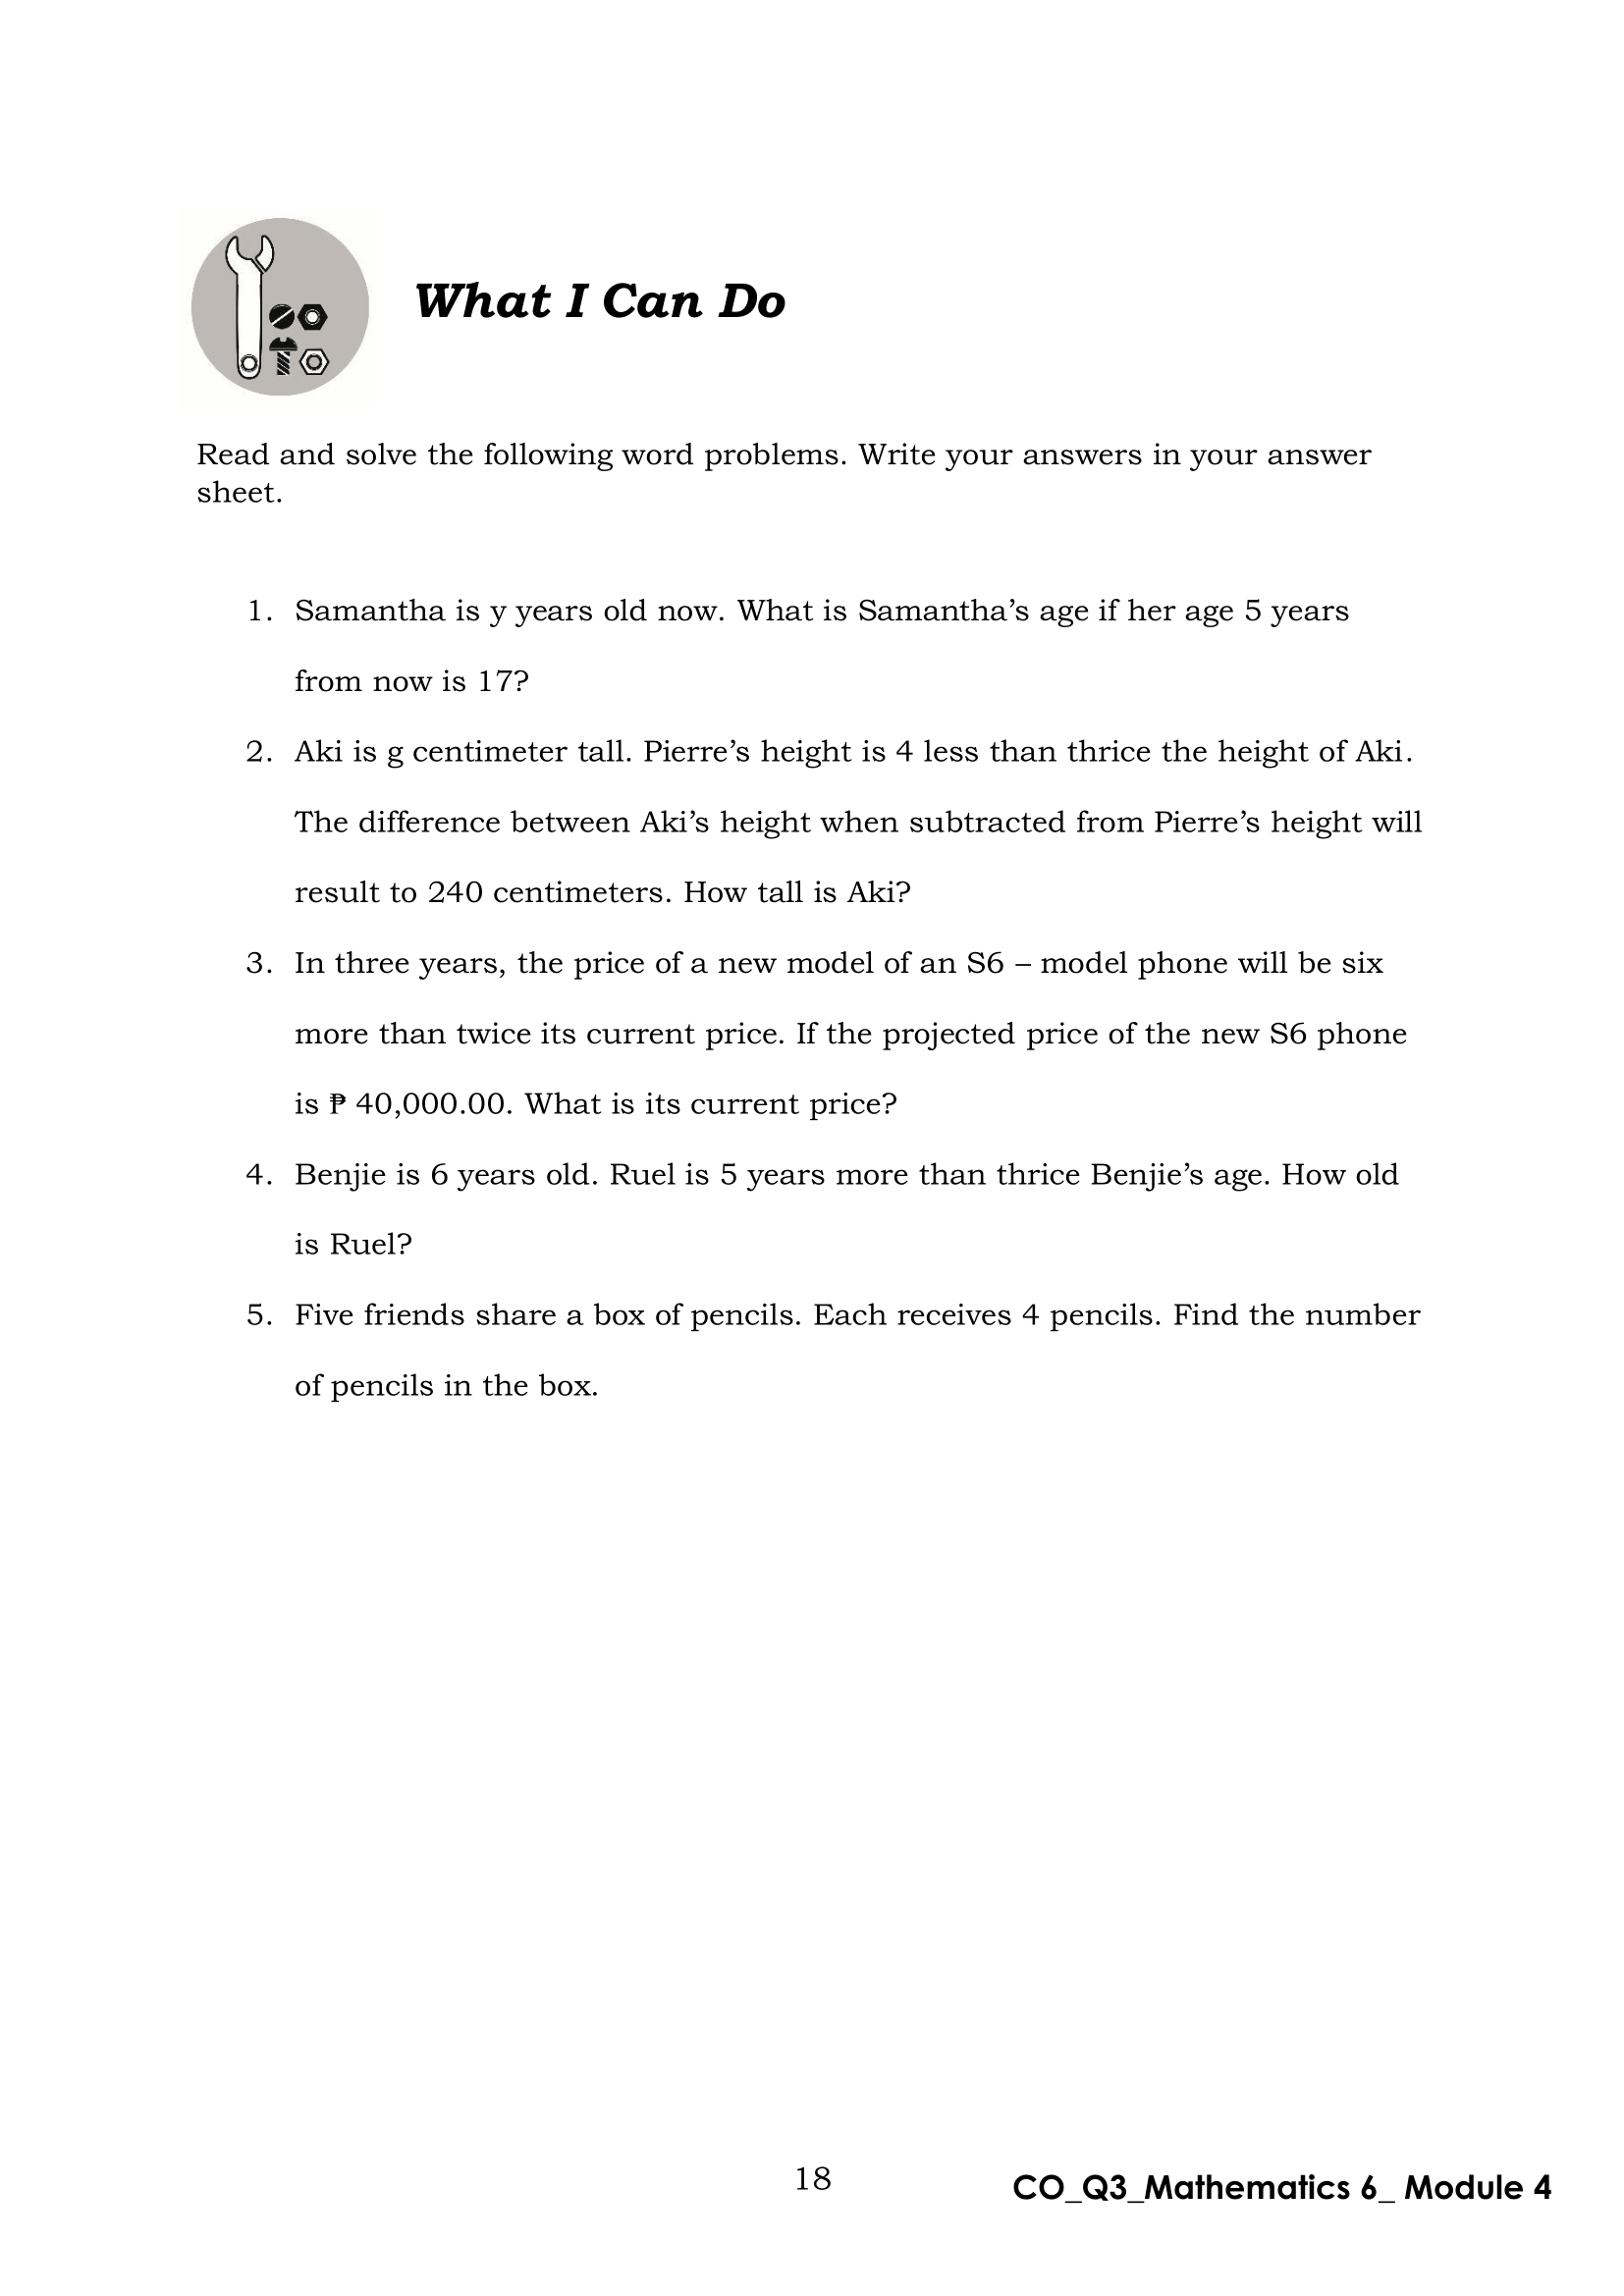 What I Can Do
Read and solve the following word problems. Write your answers in your answer
sheet.
1. Samantha is y years old now. What is Samantha’s age if her age 5 years
from now is 17?
2. Aki is g centimeter tall. Pierre’s height is 4 less than thrice the height of Aki.
The difference between Aki’s height when subtracted from Pierre’s height will
result to 240 centimeters. How tall is Aki?
3. In three years, the price of a new model of an S6 – model phone will be six
more than twice its current price. If the projected price of the new S6 phone
is ₱ 40,000.00. What is its current price?
4. Benjie is 6 years old. Ruel is 5 years more than thrice Benjie’s age. How old
is Ruel?
5. Five friends share a box of pencils. Each receives 4 pencils. Find the number
of pencils in the box.
18
CO_Q3_Mathematics 6_ Module 4